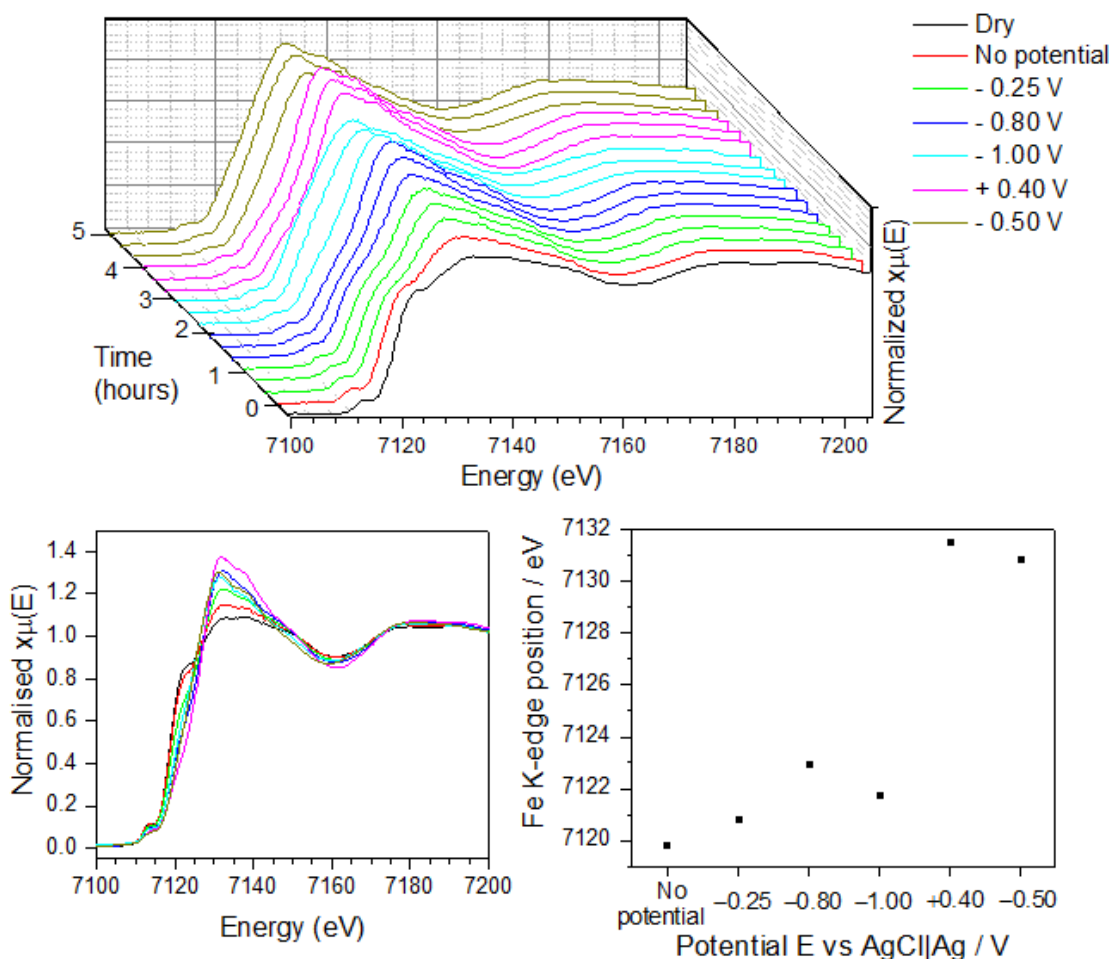 Dry
No potential
- 0.25 V
- 0.80 V
- 1.00 V
+ 0.40 V
- 0.50 V
5
4
3
2
1
0
Time
(hours)
Normalized xµ(E)
7100 7120 7140 7160 7180 7200
Energy (eV)
1.4
1.2
1.0
0.8
0.6
0.4
0.2
0.0
Normalised xµ(E)
7100 7120 7140 7160 7180 7200
Energy (eV)
7132
7130
7128
7126
7124
7122
7120
Fe K-edge position / eV
No
potential
–0.25 –0.80 –1.00 +0.40 –0.50
Potential E vs AgCl|Ag / V